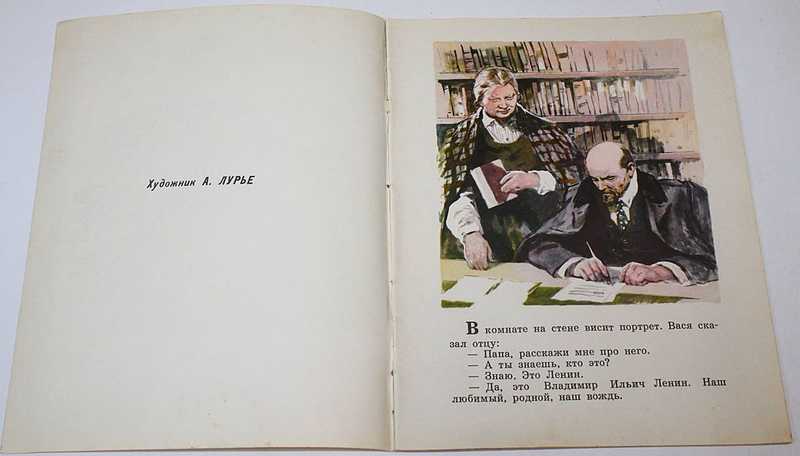 Художник А. ЛУРЬЕ
В комнате на стене висит портрет. Вася ска-
зал отцу:
— Папа, расскажи мне про него.
— А ты знаешь, кто это?
— Знаю. Это Ленин.
— Да, это Владимир Ильич Ленин. Наш
любимый, родной, наш вождь.